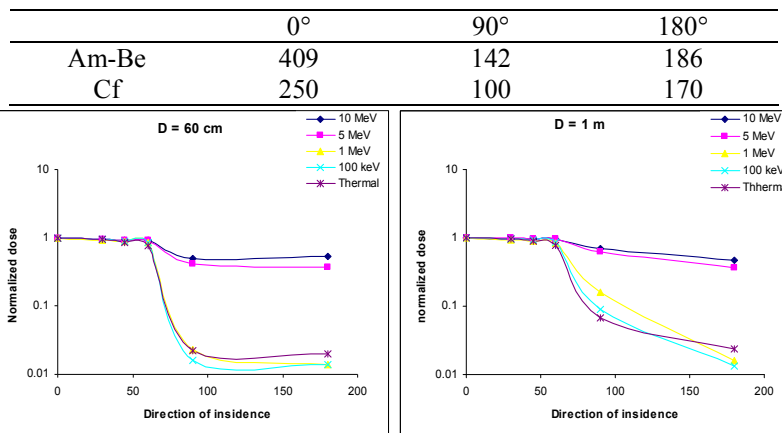 0° 90° 180°
Am-Be 409 142 186
Cf 250 100 170
D = 60 cm
10 MeV
5 MeV
1 MeV
100 keV
Thermal
10
1
0.1
0.01
0 50 100 150 200
Normalized dose
Direction of insidence
D = 1 m
10 MeV
5 MeV
1 MeV
100 keV
Thhermal
10
1
0.1
0.01
0 50 100 150 200
normalized dose
Direction of insidence